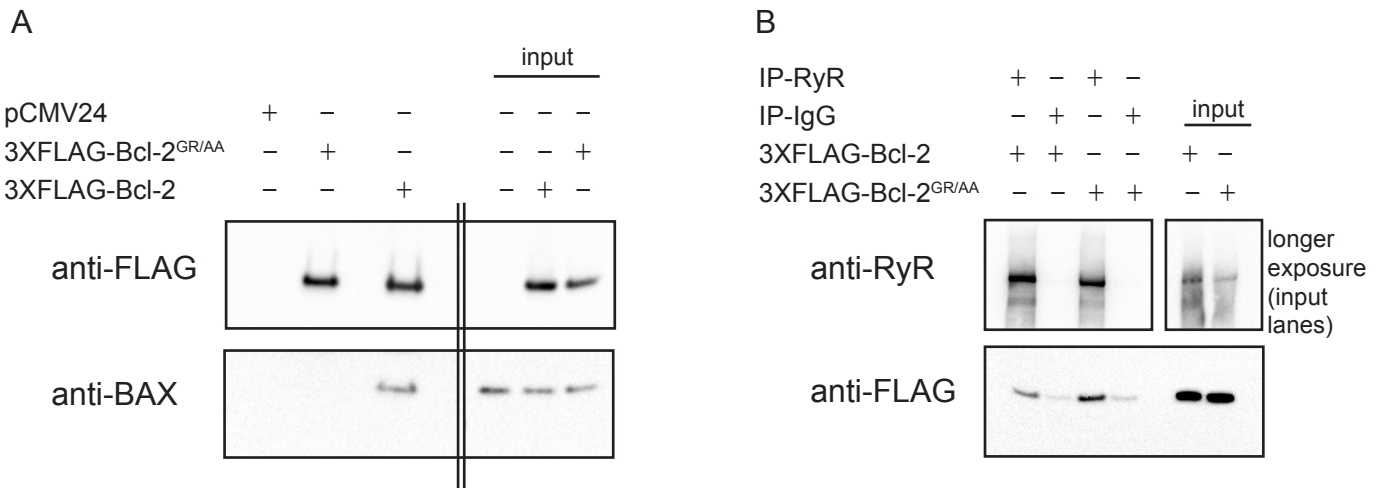 A
input
pCMV24 + − − − − −
3XFLAG-Bcl-2GR/AA − + − − − +
3XFLAG-Bcl-2 − − + − + −
anti-FLAG
anti-BAX
B
IP-RyR + − + −
IP-IgG − + − +
input
3XFLAG-Bcl-2 + + − − + −
3XFLAG-Bcl-2GR/AA − − + + − +
anti-RyR
longer
exposure
(input
lanes)
anti-FLAG